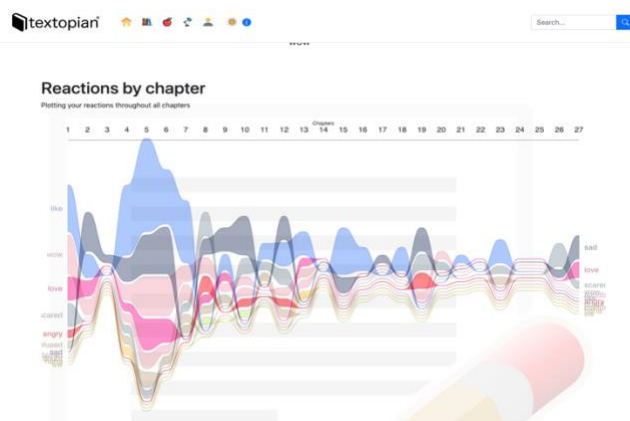 textopian
Search...
wow
Reactions by chapter
Plotting your reactions throughout all chapters
Chapters
1 2 3 4 5 6 7 8 9 10 11 12 13 14 15 16 17 18 19 20 21 22 23 24 25 26 27
like
wow
love
scared
angry
sad
sad
love
scared
angry